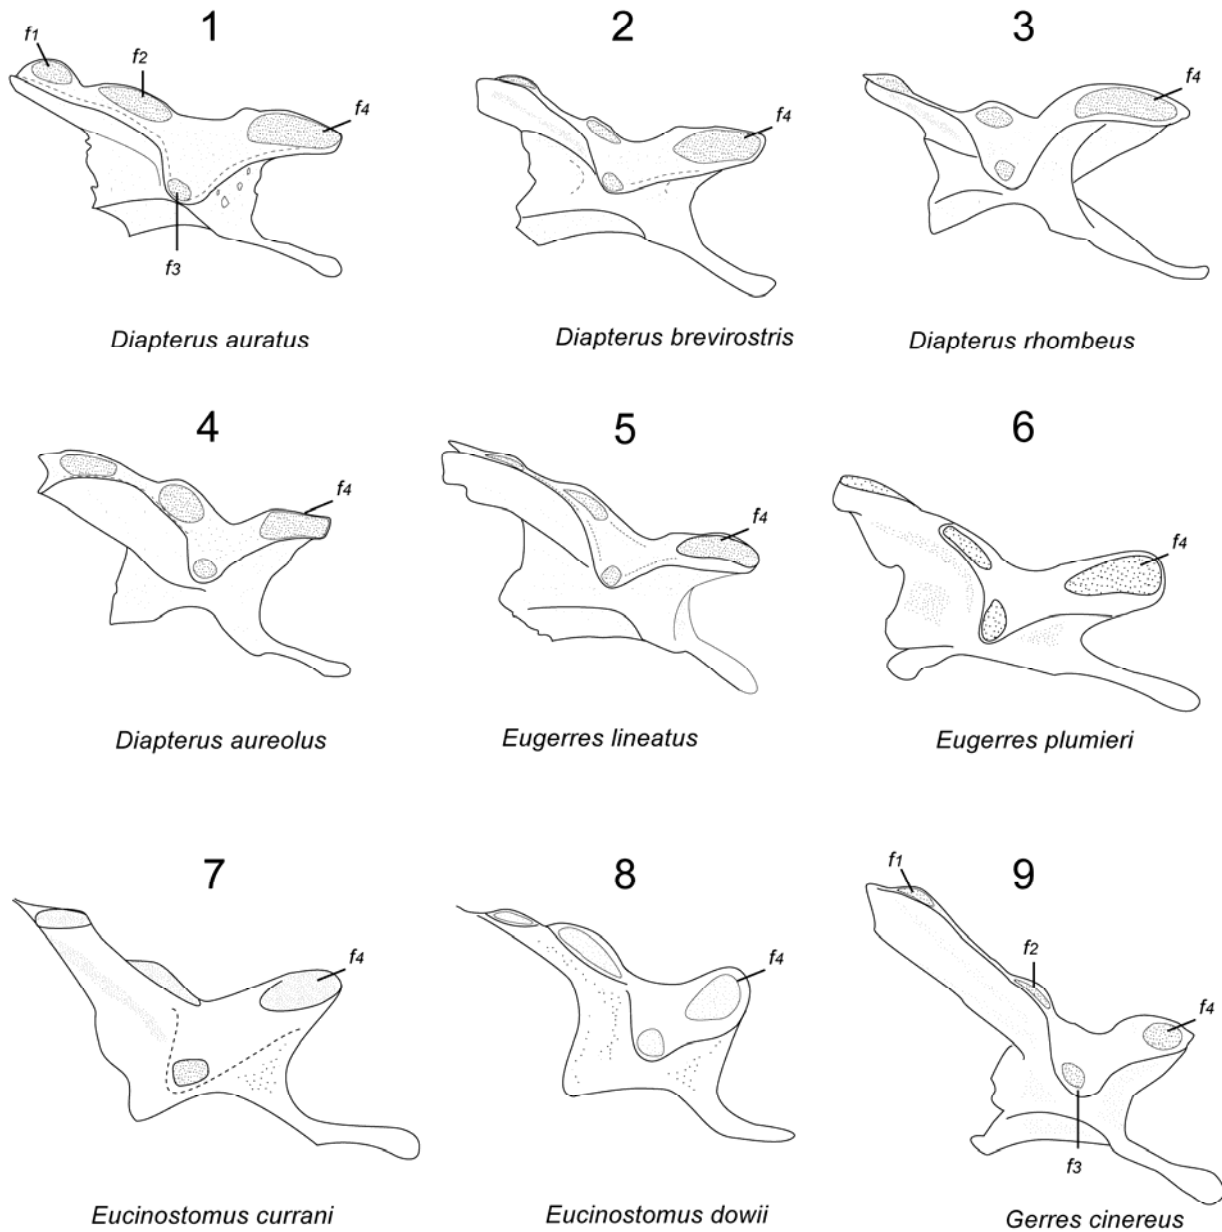 1
2
3
f1
f2
f4
f3
f4
f4
Diapterus auratus
Diapterus brevirostris
Diapterus rhombeus
4
5
6
f4
f4
f4
Diapterus aureolus
Eugerres lineatus
Eugerres plumieri
7
8
9
f4
f4
f1
f2
f4
f3
Eucinostomus currani
Eucinostomus dowii
Gerres cinereus